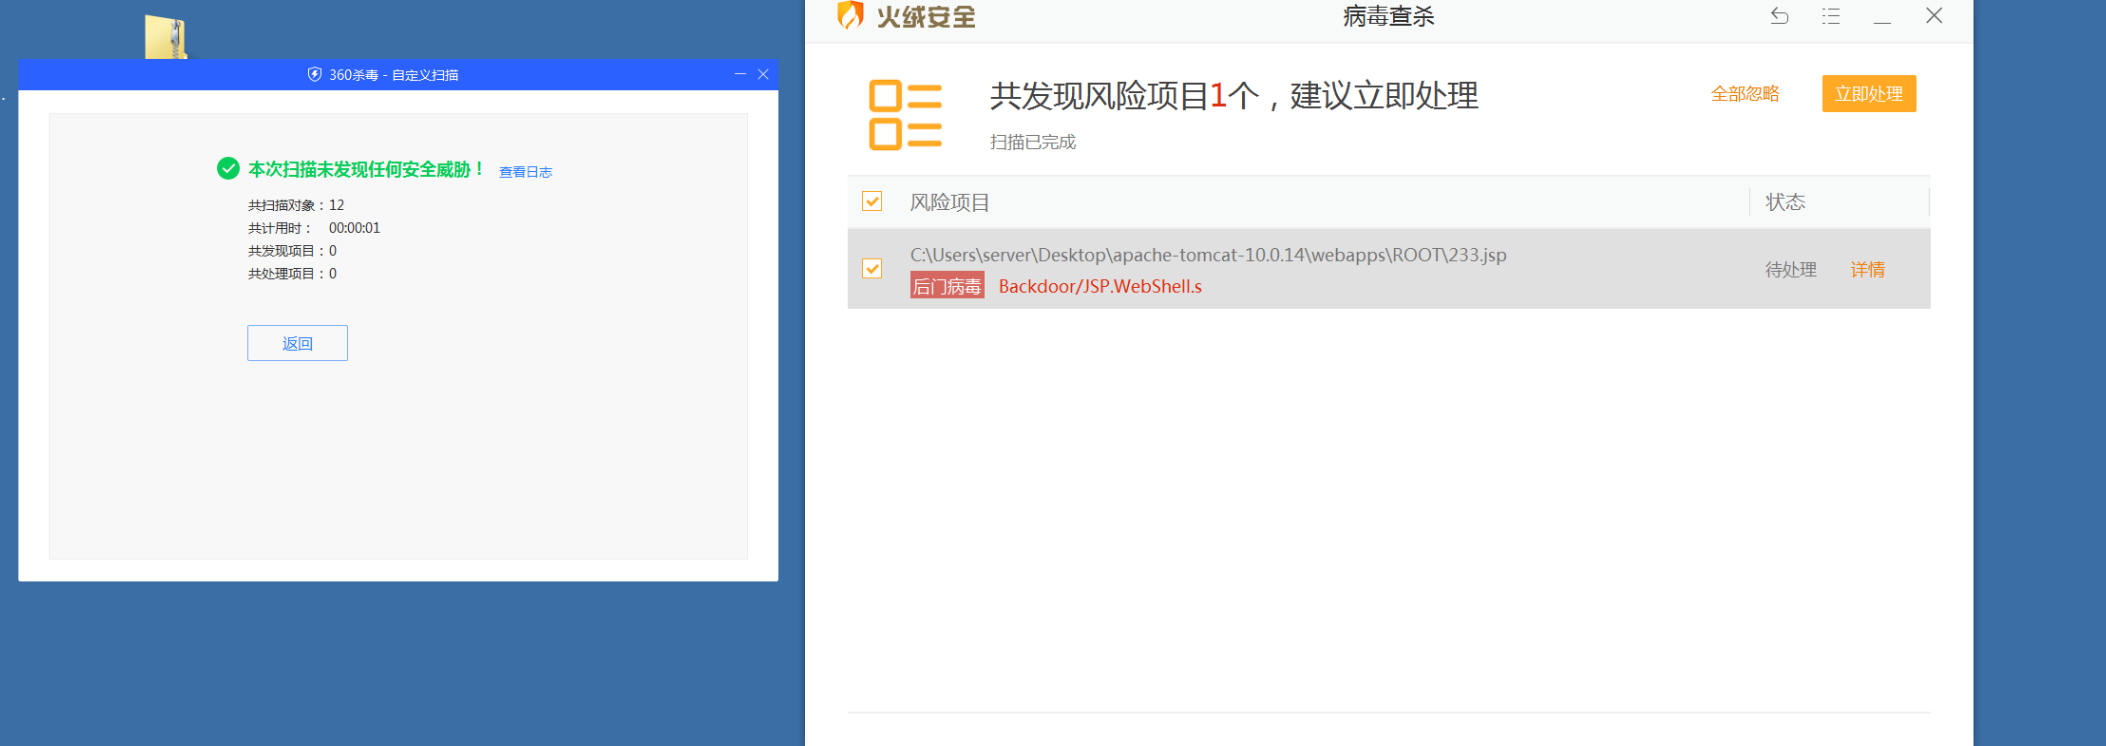 360杀毒 - 自定义扫描
本次扫描未发现任何安全威胁！ 查看日志
共扫描对象：12
共计用时： 00:00:01
共发现项目：0
共处理项目：0
返回
火绒安全
病毒查杀
共发现风险项目1个，建议立即处理
全部忽略
立即处理
扫描已完成
风险项目
状态
C:\Users\server\Desktop\apache-tomcat-10.0.14\webapps\ROOT\233.jsp
后门病毒 Backdoor/JSP.WebShell.s
待处理
详情